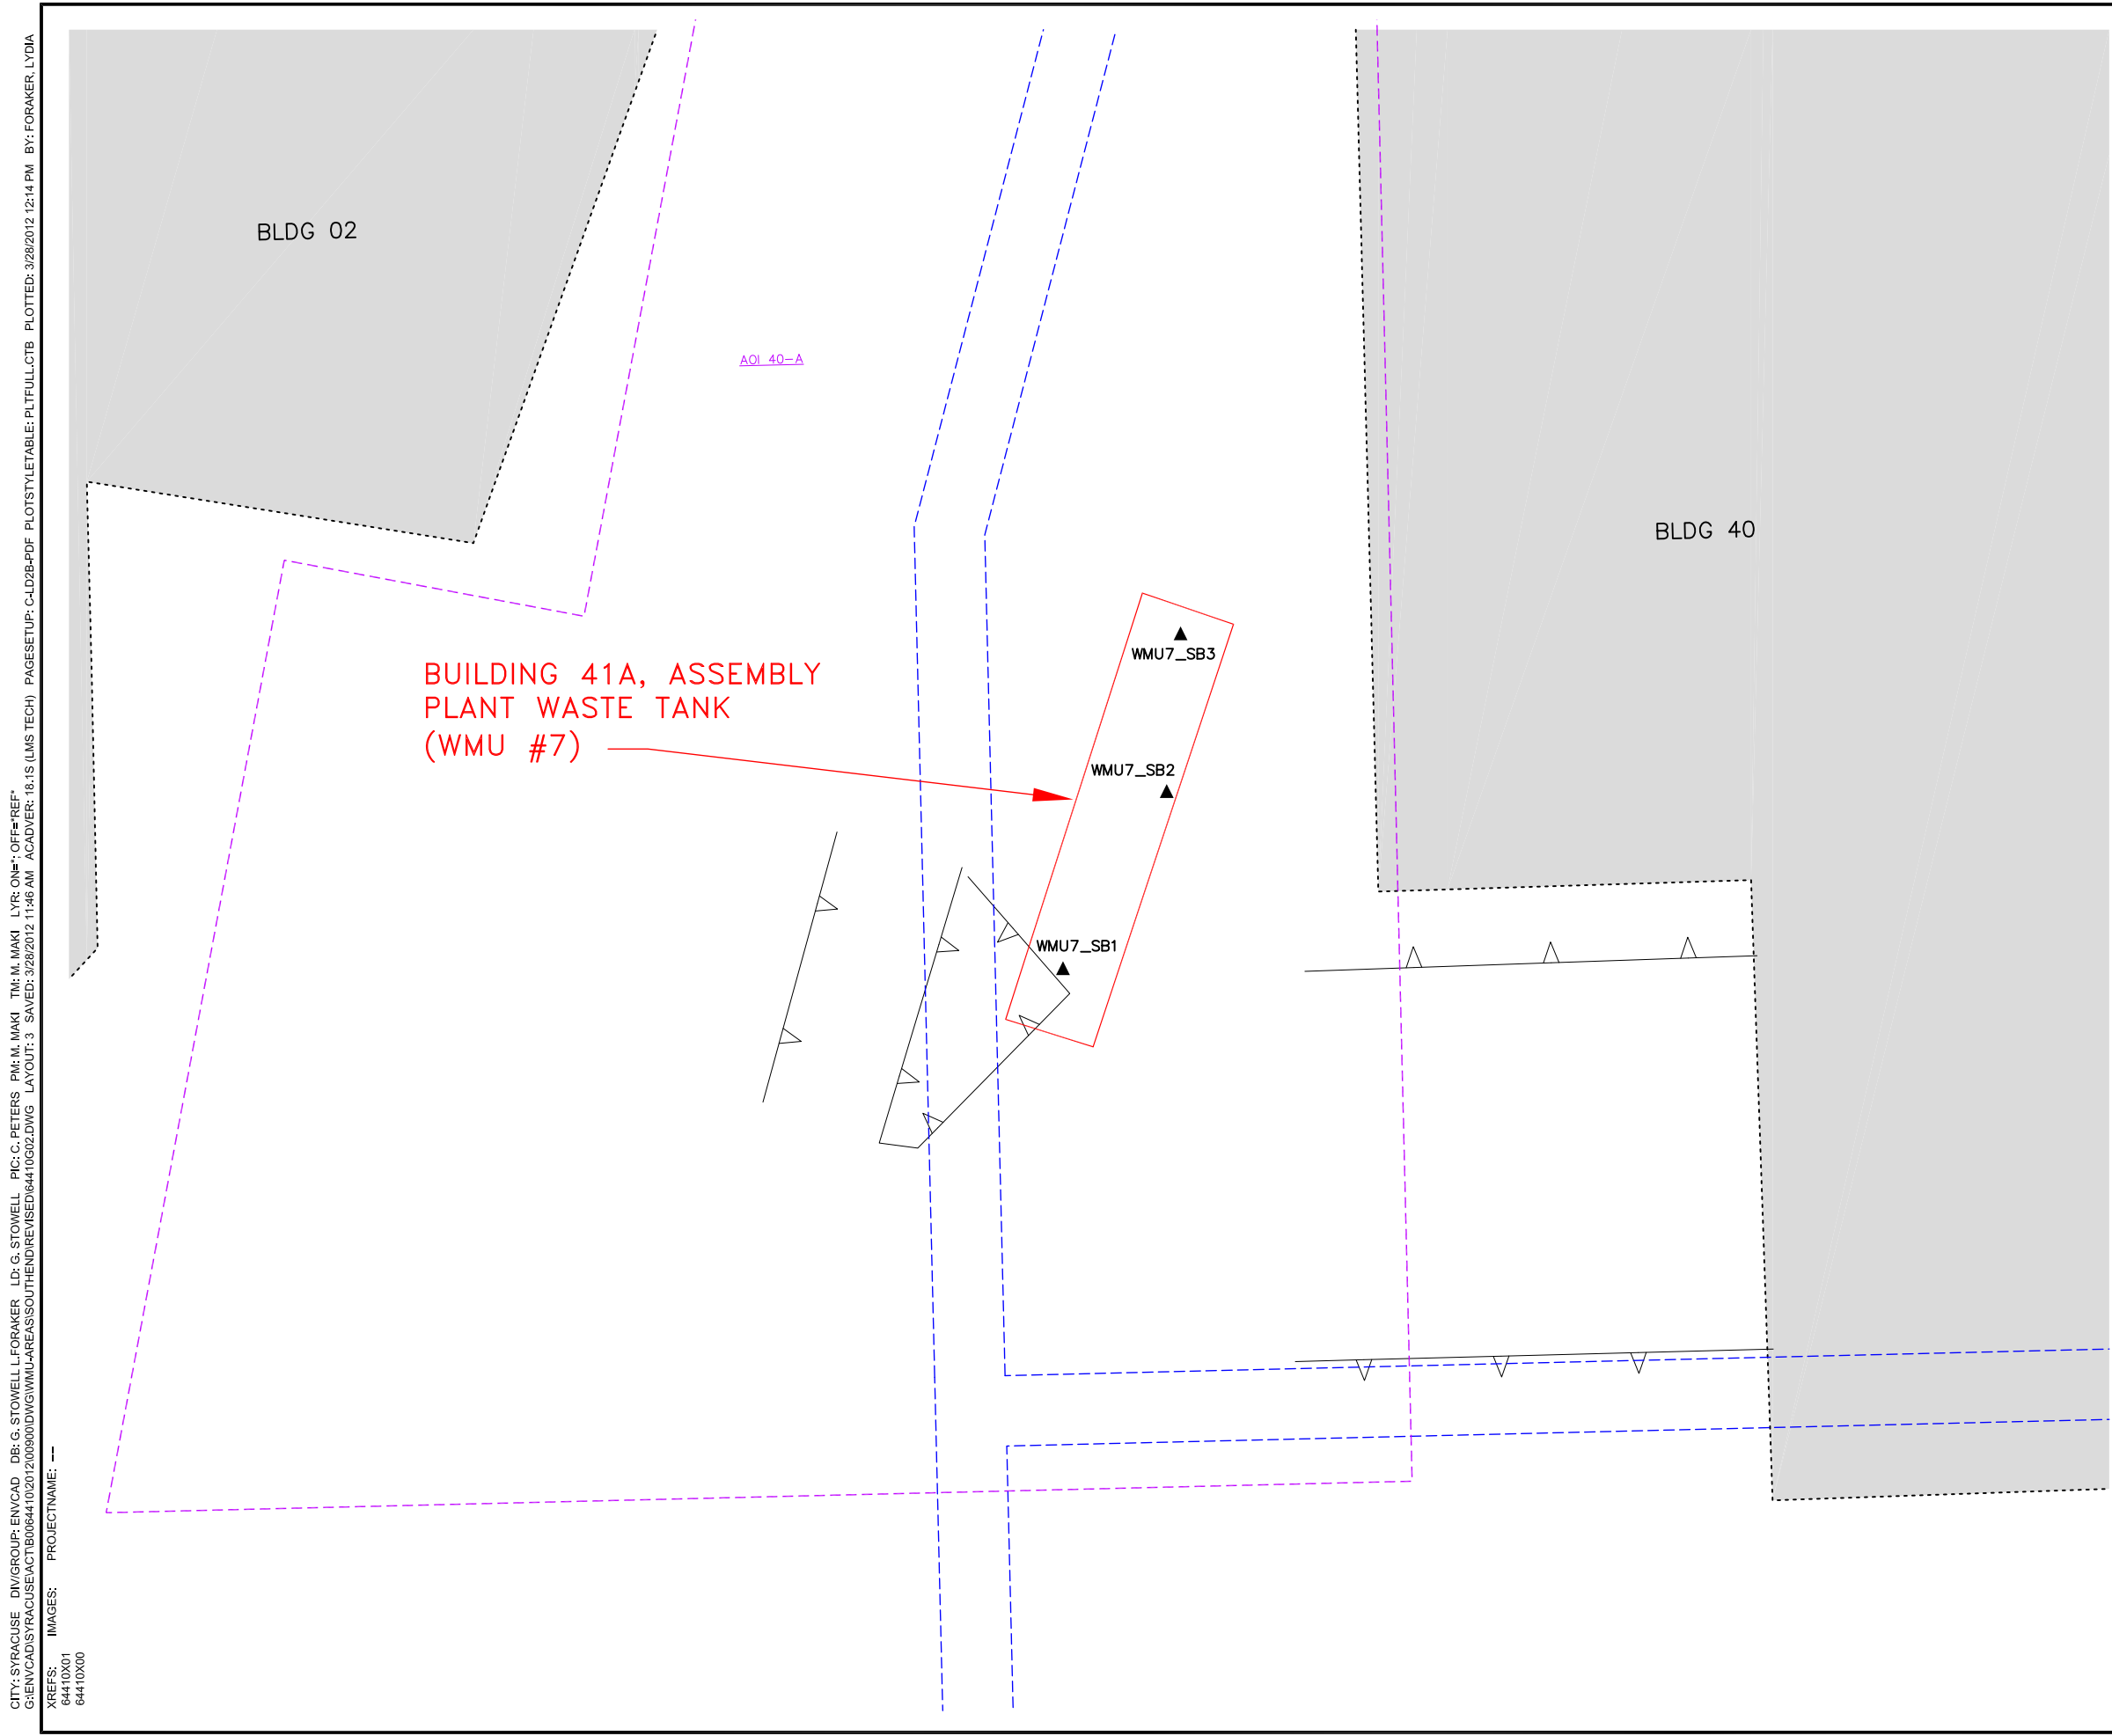 CITY: SYRACUSE DIV/GROUP: ENVCAD DB: G. STOWELL L.FORAKER LD: G. STOWELL PIC: C. PETERS PM: M. MAKI TM: M. MAKI LYR: ON=*; OFF=*REF*
G:\ENVCAD\SYRACUSE\ACT\B0064410\2012\00900\DWG\WMU-AREAS\SOUTHEND\REVISED\64410G02.DWG LAYOUT: 3 SAVED: 3/28/2012 11:46 AM ACADVER: 18.1S (LMS TECH) PAGESETUP: C-LD2B-PDF PLOTSTYLETABLE: PLTFULL.CTB PLOTTED: 3/28/2012 12:14 PM BY: FORAKER, LYDIA
XREFS: IMAGES: PROJECTNAME: ---
64410X01
64410X00
BLDG 02
AOI 40-A
BLDG 40
BUILDING 41A, ASSEMBLY
PLANT WASTE TANK
(WMU #7)
WMU7_SB3
WMU7_SB2
WMU7_SB1